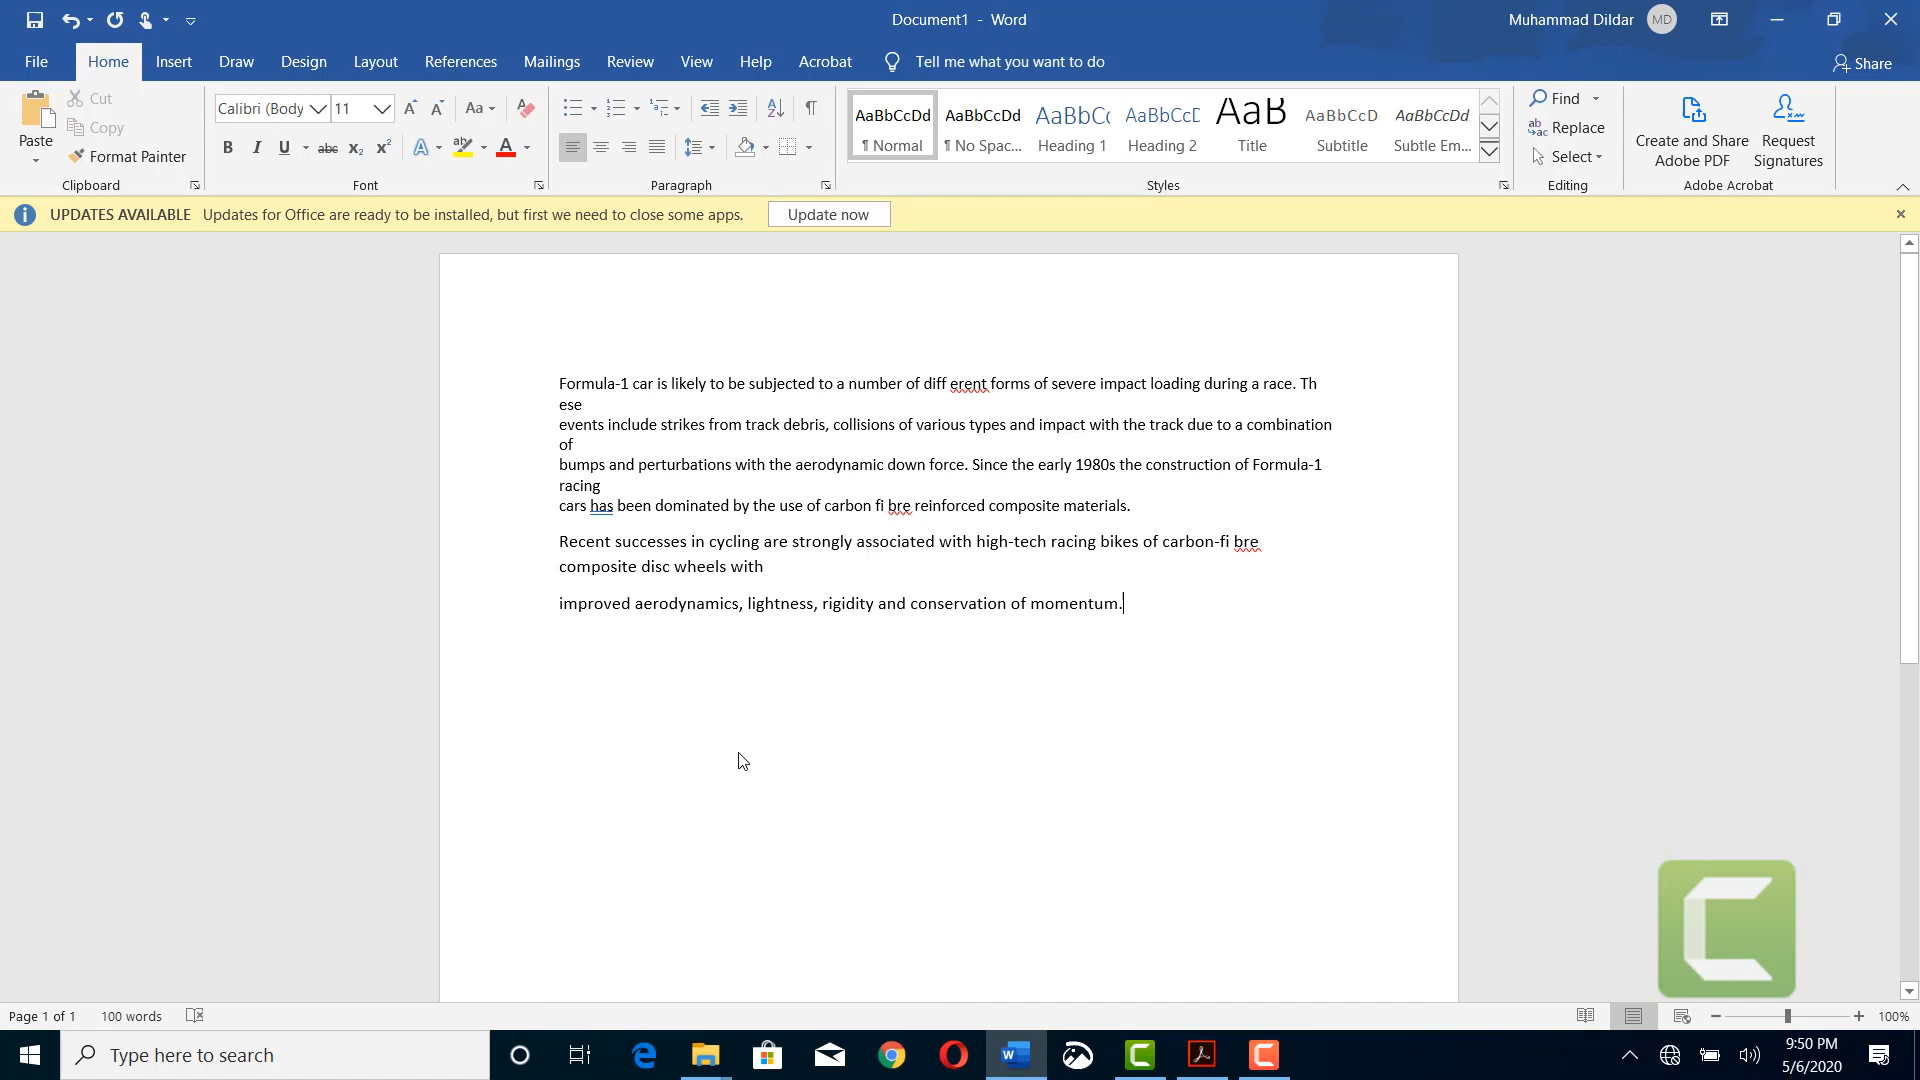 Document1 - Word
Muhammad Dildar MD
File Home Insert Draw Design Layout References Mailings Review View Help Acrobat Tell me what you want to do Share
Paste
Cut
Copy
Format Painter
Clipboard
Calibri (Body 11
Aa
B I U abc X2 X2 A ab A
Font
Paragraph
AaBbCcDd AaBbCcDd AaBbCc AaBbCcD AaB AaBbCcD AaBbCcDd
¶ Normal ¶ No Spac... Heading 1 Heading 2 Title Subtitle Subtle Em...
Styles
Find
Replace
Select
Editing
Create and Share
Adobe PDF
Request
Signatures
Adobe Acrobat
UPDATES AVAILABLE Updates for Office are ready to be installed, but first we need to close some apps. Update now
Formula-1 car is likely to be subjected to a number of diff erent forms of severe impact loading during a race. Th
ese
events include strikes from track debris, collisions of various types and impact with the track due to a combination
of
bumps and perturbations with the aerodynamic down force. Since the early 1980s the construction of Formula-1
racing
cars has been dominated by the use of carbon fi bre reinforced composite materials.
Recent successes in cycling are strongly associated with high-tech racing bikes of carbon-fi bre
composite disc wheels with
improved aerodynamics, lightness, rigidity and conservation of momentum.
Page 1 of 1 100 words 100%
Type here to search
9:50 PM
5/6/2020